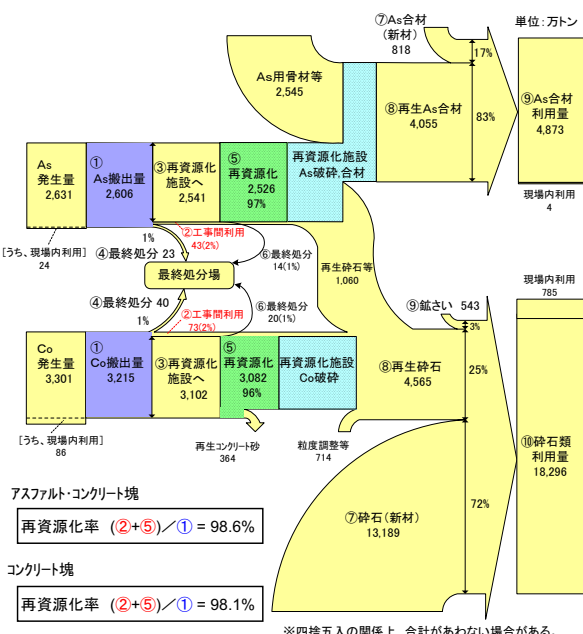 ⑦As合材
(新材)
818
単位：万トン
17%
As用骨材等
2,545
⑧再生As合材
4,055
83%
⑨As合材
利用量
4,873
現場内利用
4
As
発生量
2,631
①
As搬出量
2,606
③再資源化
施設へ
2,541
⑤
再資源化
2,526
97%
再資源化施設
As破砕,合材
[うち、現場内利用]
24
1%
②工事間利用
43(2%)
④最終処分 23
⑥最終処分
14(1%)
最終処分場
再生砕石等
1,060
④最終処分 40
1%
②工事間利用
73(2%)
⑥最終処分
20(1%)
⑨鉱さい 543
3%
現場内利用
785
Co
発生量
3,301
①
Co搬出量
3,215
③再資源化
施設へ
3,102
⑤
再資源化
3,082
96%
再資源化施設
Co破砕
⑧再生砕石
4,565
25%
[うち、現場内利用]
86
再生コンクリート砂
364
粒度調整等
714
⑩砕石類
利用量
18,296
⑦砕石(新材)
13,189
72%
アスファルト・コンクリート塊
再資源化率 (②+⑤)／① = 98.6%
コンクリート塊
再資源化率 (②+⑤)／① = 98.1%
※四捨五入の関係上、合計があわない場合がある。